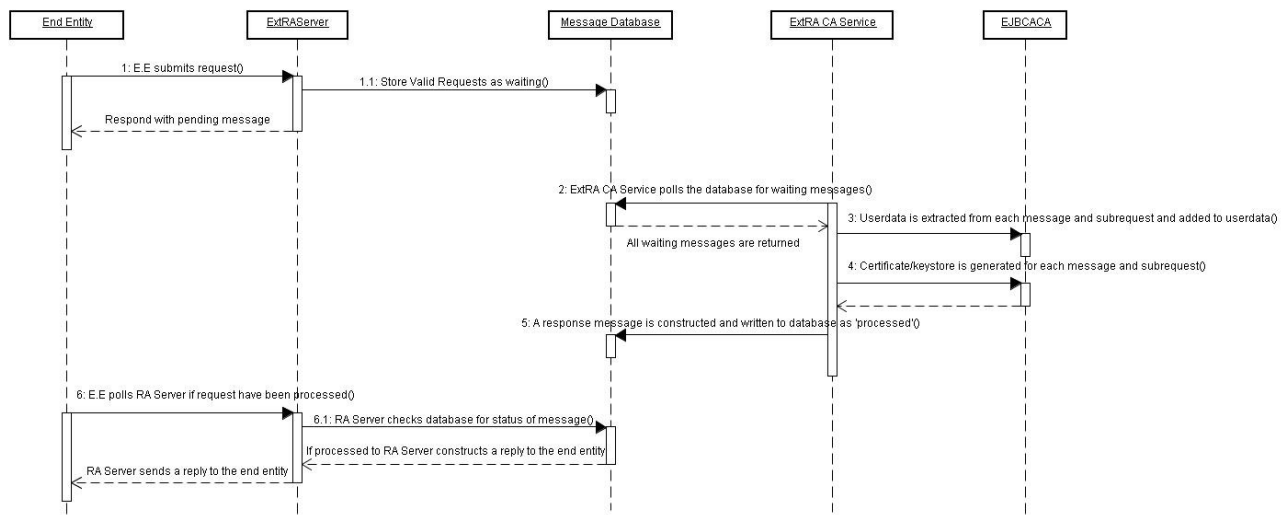 End Entity
ExtRAServer
Message Database
ExtRA CA Service
EJBCACA
1: E.E submits request()
1.1: Store Valid Requests as waiting()
Respond with pending message
2: ExtRA CA Service polls the database for waiting messages()
3: Userdata is extracted from each message and subrequest and added to userdata()
All waiting messages are returned
4: Certificate/keystore is generated for each message and subrequest()
5: A response message is constructed and written to database as 'processed'()
6: E.E polls RA Server if request have been processed()
6.1: RA Server checks database for status of message()
If processed to RA Server constructs a reply to the end entity
RA Server sends a reply to the end entity